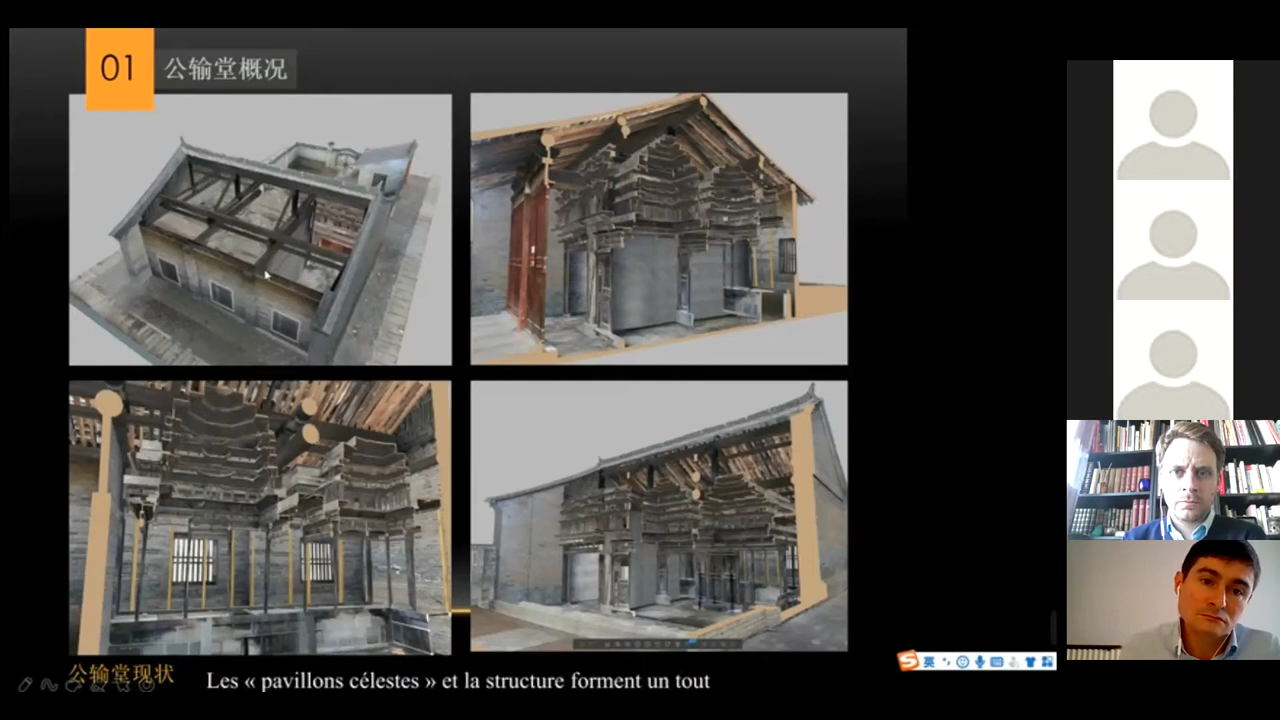 01
公输堂概况
公输堂现状
Les « pavillons célestes » et la structure forment un tout
S 英